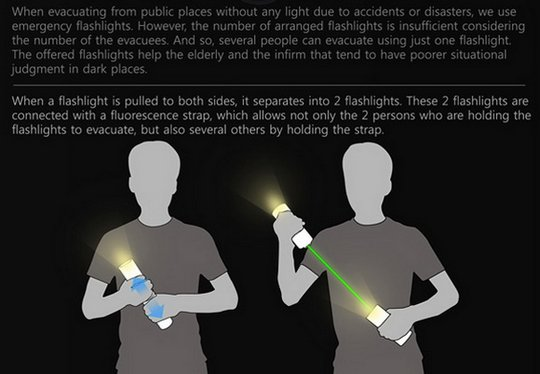 When evacuating from public places without any light due to accidents or disasters, we use
emergency flashlights. However, the number of arranged flashlights is insufficient considering
the number of the evacuees. And so, several people can evacuate using just one flashlight.
The offered flashlights help the elderly and the infirm that tend to have poorer situational
judgment in dark places.
When a flashlight is pulled to both sides, it separates into 2 flashlights. These 2 flashlights are
connected with a fluorescence strap, which allows not only the 2 persons who are holding the
flashlights to evacuate, but also several others by holding the strap.